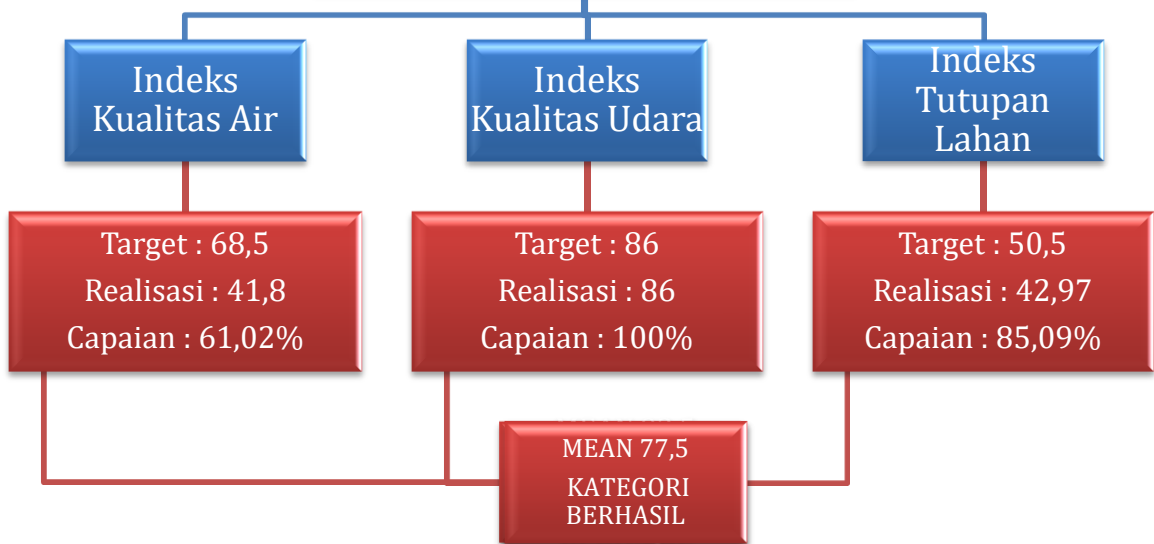 Indeks
Kualitas Air
Indeks
Kualitas Udara
Indeks
Tutupan
Lahan
Target : 68,5
Realisasi : 41,8
Capaian : 61,02%
Target : 86
Realisasi : 86
Capaian : 100%
Target : 50,5
Realisasi : 42,97
Capaian : 85,09%
MEAN 77,5
KATEGORI
BERHASIL